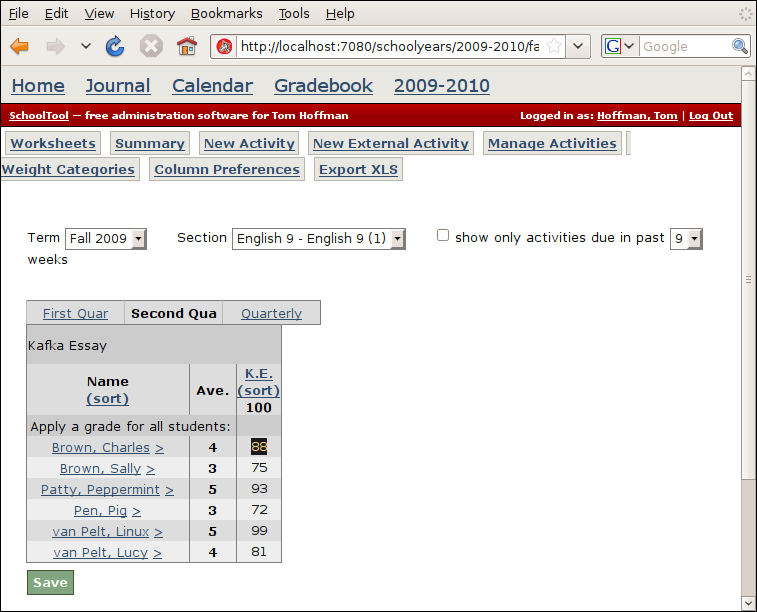 File Edit View History Bookmarks Tools Help
http://localhost:7080/schoolyears/2009-2010/fa G Google
Home Journal Calendar Gradebook 2009-2010
SchoolTool — free administration software for Tom Hoffman Logged in as: Hoffman, Tom | Log Out
Worksheets Summary New Activity New External Activity Manage Activities
Weight Categories Column Preferences Export XLS
Term Fall 2009 Section English 9 - English 9 (1) show only activities due in past 9
weeks
First Quar Second Qua Quarterly
Kafka Essay
Name (sort) Ave. K.E. (sort) 100
Apply a grade for all students:
Brown, Charles > 4 88
Brown, Sally > 3 75
Patty, Peppermint > 5 93
Pen, Pig > 3 72
van Pelt, Linux > 5 99
van Pelt, Lucy > 4 81
Save